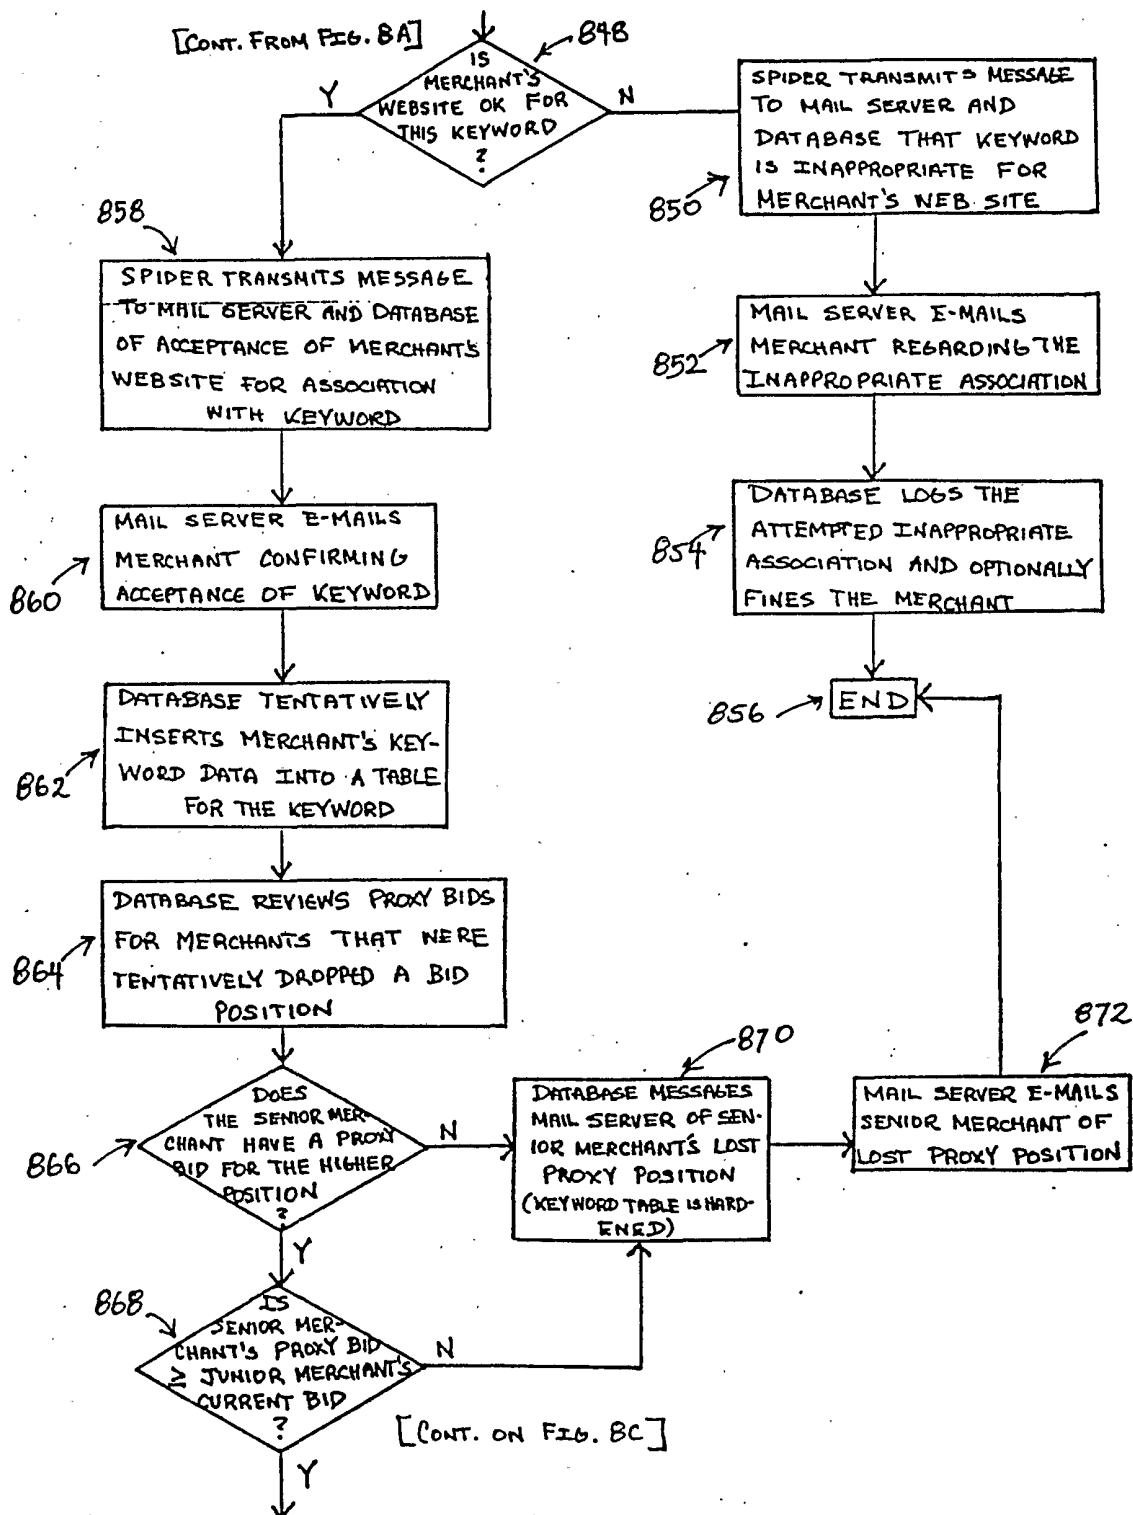 [CONT. FROM FIG. 8A]
848
IS
MERCHANT'S
WEBSITE OK FOR
THIS KEYWORD
?
Y
N
SPIDER TRANSMITS MESSAGE
TO MAIL SERVER AND
DATABASE THAT KEYWORD
IS INAPPROPRIATE FOR
MERCHANT'S WEB SITE
850
858
SPIDER TRANSMITS MESSAGE
TO MAIL SERVER AND DATABASE
OF ACCEPTANCE OF MERCHANT'S
WEBSITE FOR ASSOCIATION
WITH KEYWORD
MAIL SERVER E-MAILS
MERCHANT REGARDING THE
INAPPROPRIATE ASSOCIATION
852
MAIL SERVER E-MAILS
MERCHANT CONFIRMING
ACCEPTANCE OF KEYWORD
860
DATABASE LOGS THE
ATTEMPTED INAPPROPRIATE
ASSOCIATION AND OPTIONALLY
FINES THE MERCHANT
854
END
856
DATABASE TENTATIVELY
INSERTS MERCHANT'S KEY-
WORD DATA INTO A TABLE
FOR THE KEYWORD
862
DATABASE REVIEWS PROXY BIDS
FOR MERCHANTS THAT WERE
TENTATIVELY DROPPED A BID
POSITION
864
DOES
THE SENIOR MER-
CHANT HAVE A PROXY
BID FOR THE HIGHER
POSITION
?
866
N
Y
870
DATABASE MESSAGES
MAIL SERVER OF SEN-
IOR MERCHANT'S LOST
PROXY POSITION
(KEYWORD TABLE IS HARD-
ENED)
872
MAIL SERVER E-MAILS
SENIOR MERCHANT OF
LOST PROXY POSITION
868
IS
SENIOR MER-
CHANT'S PROXY BID
≥ JUNIOR MERCHANT'S
CURRENT BID
?
N
Y
[CONT. ON FIG. 8C]